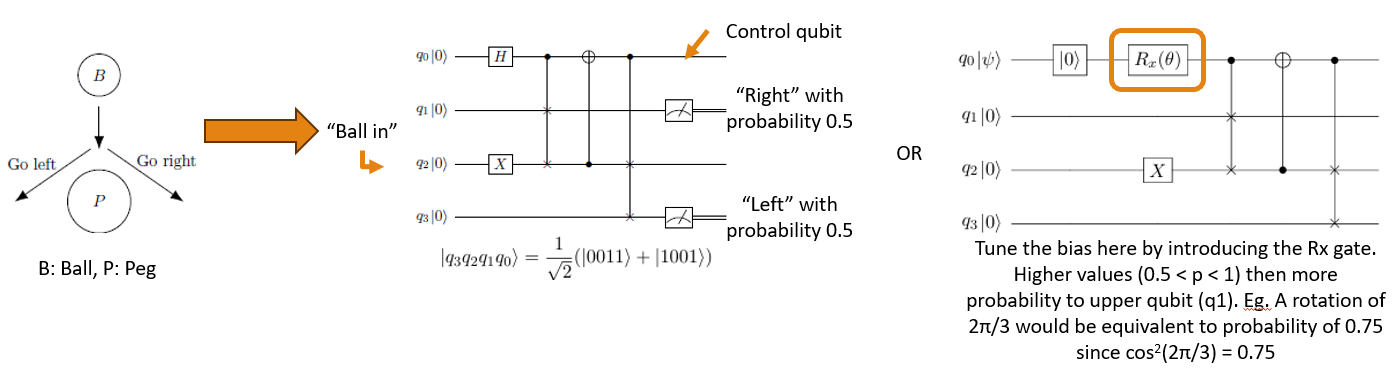 B
Go left
Go right
P
B: Ball, P: Peg
"Ball in"
q₀|0⟩
H
q₁|0⟩
q₂|0⟩
X
q₃|0⟩
Control qubit
"Right" with
probability 0.5
"Left" with
probability 0.5
|q₃q₂q₁q₀⟩ = 1/√2(|0011⟩ + |1001⟩)
OR
q₀|ψ⟩
|0⟩
Rₓ(θ)
q₁|0⟩
q₂|0⟩
X
q₃|0⟩
Tune the bias here by introducing the Rx gate.
Higher values (0.5 < p < 1) then more
probability to upper qubit (q1). Eg. A rotation of
2π/3 would be equivalent to probability of 0.75
since cos²(2π/3) = 0.75